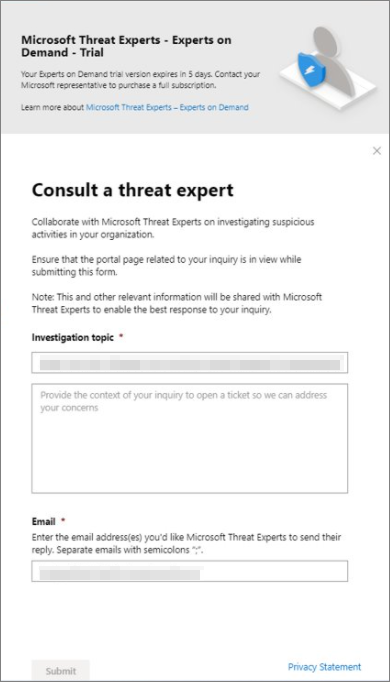 Microsoft Threat Experts - Experts on
Demand - Trial
Your Experts on Demand trial version expires in 5 days. Contact your
Microsoft representative to purchase a full subscription.
Learn more about Microsoft Threat Experts – Experts on Demand
Consult a threat expert
Collaborate with Microsoft Threat Experts on investigating suspicious
activities in your organization.
Ensure that the portal page related to your inquiry is in view while
submitting this form.
Note: This and other relevant information will be shared with Microsoft
Threat Experts to enable the best response to your inquiry.
Investigation topic *
Provide the context of your inquiry to open a ticket so we can address
your concerns
Email *
Enter the email address(es) you'd like Microsoft Threat Experts to send their
reply. Separate emails with semicolons ";".
Submit
Privacy Statement